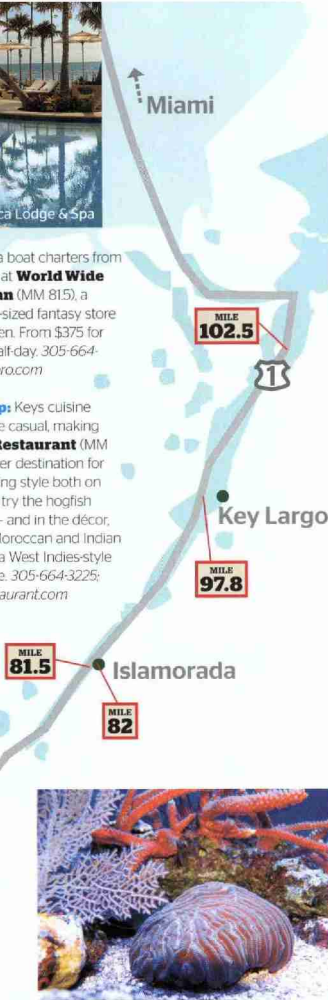 Miami
ca Lodge & Spa
a boat charters from
at World Wide
an (MM 81.5), a
-sized fantasy store
en. From $375 for
alf-day. 305-664-
oro.com
MILE
102.5
1
p: Keys cuisine
e casual, making
Restaurant (MM
er destination for
ng style both on
try the hogfish
– and in the décor,
Moroccan and Indian
a West Indies-style
e. 305-664-3225;
aurant.com
Key Largo
MILE
97.8
MILE
81.5
Islamorada
MILE
82